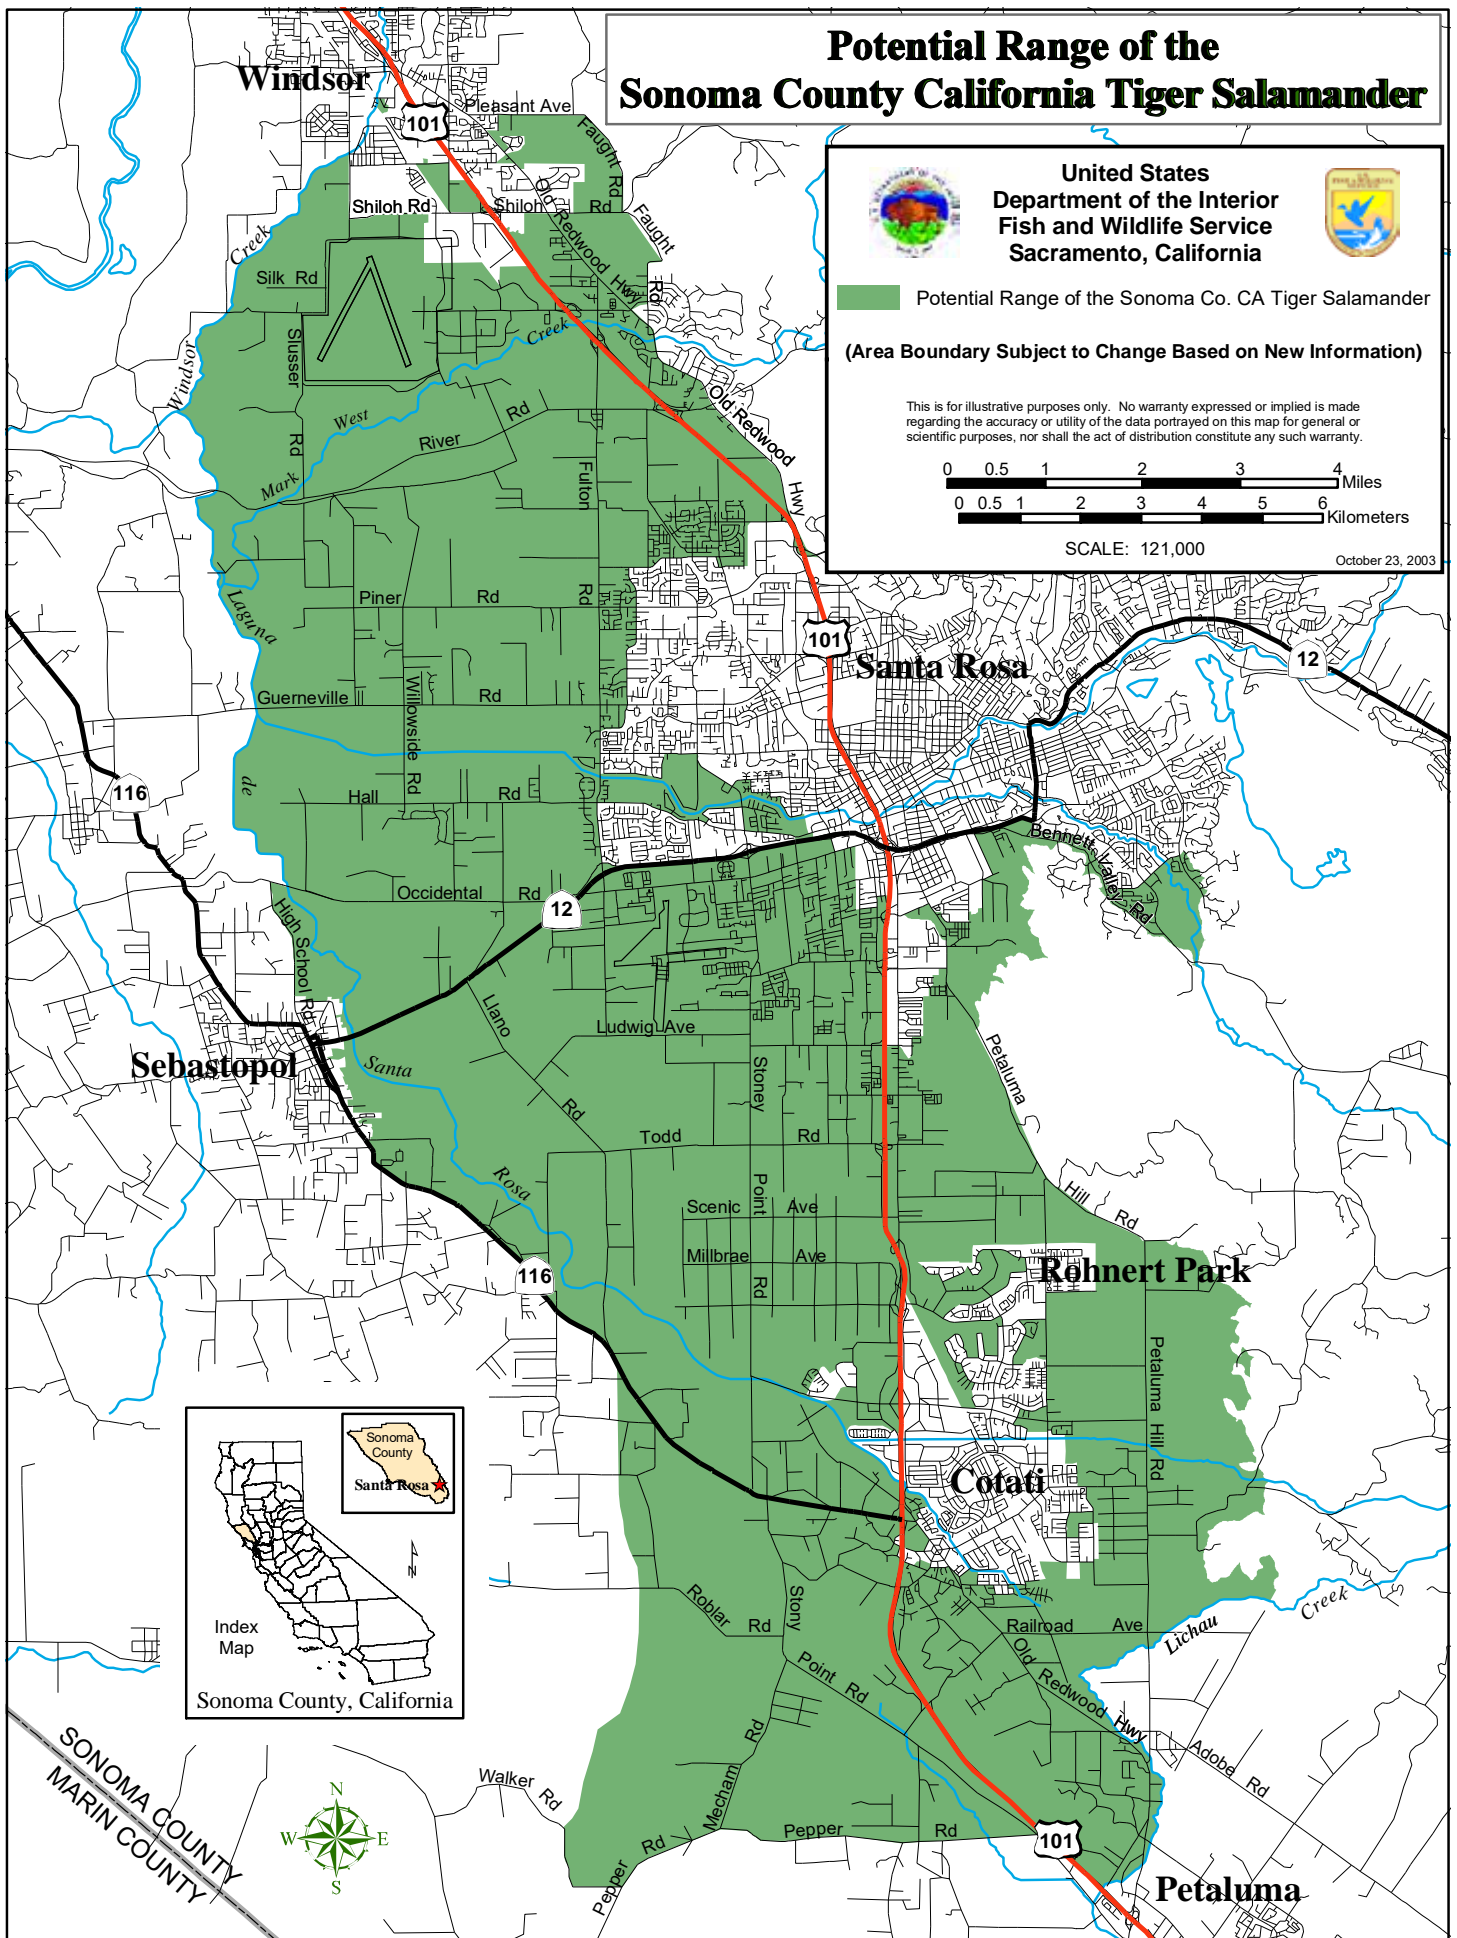 Potential Range of the
Sonoma County California Tiger Salamander
United States
Department of the Interior
Fish and Wildlife Service
Sacramento, California
Potential Range of the Sonoma Co. CA Tiger Salamander
(Area Boundary Subject to Change Based on New Information)
This is for illustrative purposes only. No warranty expressed or implied is made
regarding the accuracy or utility of the data portrayed on this map for general or
scientific purposes, nor shall the act of distribution constitute any such warranty.
0 0.5 1 2 3 4 Miles
0 0.5 1 2 3 4 5 6 Kilometers
SCALE: 121,000
October 23, 2003
Windsor
101
Pleasant Ave
Faught Rd
Shiloh Rd
Shiloh Rd
Old Redwood Hwy
Faught Rd
Windsor Creek
Silk Rd
Slusser Rd
Mark West Creek
River Rd
Old Redwood Hwy
Fulton Rd
Piner Rd
101
Santa Rosa
12
Laguna de Santa Rosa
Guerneville Rd
Willowside Rd
116
Hall Rd
Bennett Valley Rd
Occidental Rd
12
High School Rd
Llano Rd
Ludwig Ave
Sebastopol
Stoney Point Rd
Petaluma Hill Rd
Todd Rd
Scenic Ave
Millbrae Ave
116
Rohnert Park
Petaluma Hill Rd
Cotati
Sonoma
County
Santa Rosa
N
Index
Map
Sonoma County, California
Roblar Rd
Stony Point Rd
Railroad Ave
Lichau Creek
Old Redwood Hwy
Adobe Rd
Mecham Rd
Walker Rd
Pepper Rd
Pepper Rd
101
Petaluma
SONOMA COUNTY
MARIN COUNTY
N
W E
S